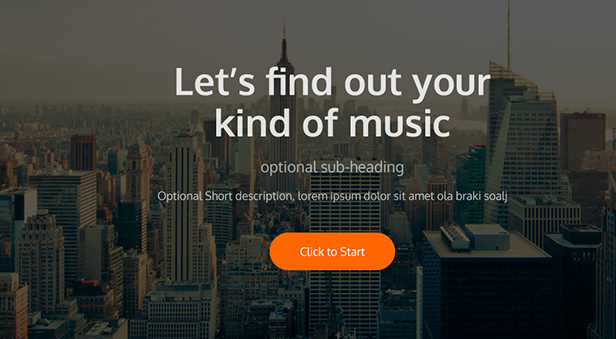 Let's find out your
kind of music
optional sub-heading
Optional Short description, lorem ipsum dolor sit amet ola braki soalj
Click to Start